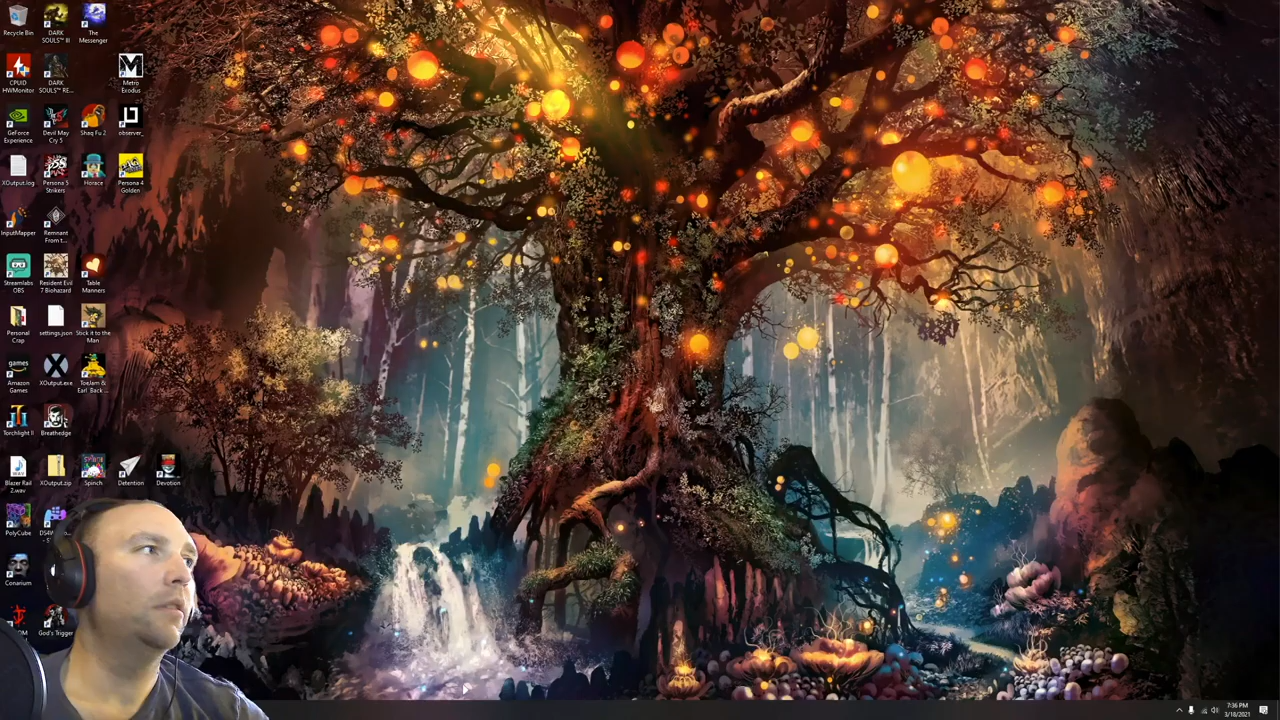 Recycle Bin
DARK
SOULS™ III
The
Messenger
CPUID
HWMonitor
DARK
SOULS™ RE...
Metro
Exodus
GeForce
Experience
Devil May
Cry 5
Shaq Fu 2
observer_
XOutput.log
Persona 5
Strikers
Horace
Persona 4
Golden
InputMapper
Remnant
From t...
Streamlabs
OBS
Resident Evil
7 Biohazard
Table
Manners
Personal
Crap
settings.json
Stick it to the
Man
games
Amazon
Games
XOutput.exe
ToeJam &
Earl Back ...
Torchlight II
Breathedge
WAV
Blazer Rail
2.wav
XOutput.zip
Spinch
Detention
Devotion
PolyCube
Conarium
God's Trigger
7:36 PM
3/18/2021